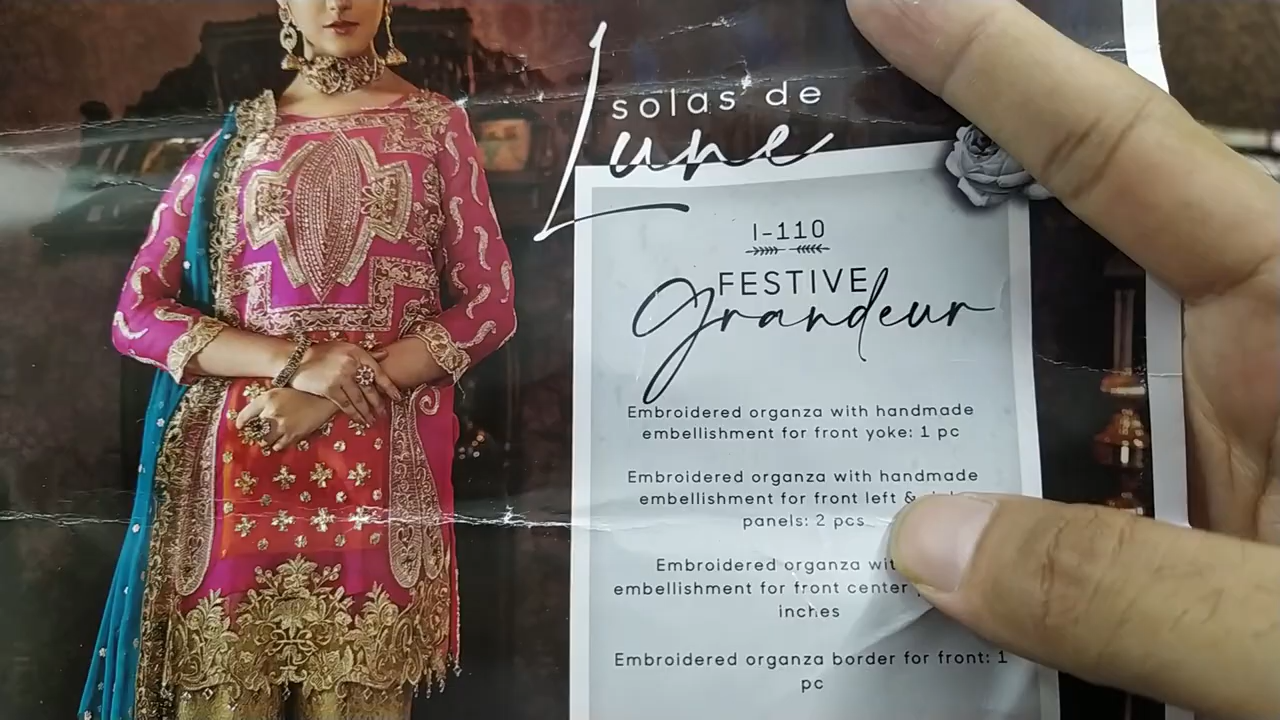 solas de
Lune
I-110
FESTIVE
Grandeur
Embroidered organza with handmade
embellishment for front yoke: 1 pc
Embroidered organza with handmade
embellishment for front left &
panels: 2 pcs
Embroidered organza
embellishment for front center
inches
Embroidered organza border for front: 1
pc